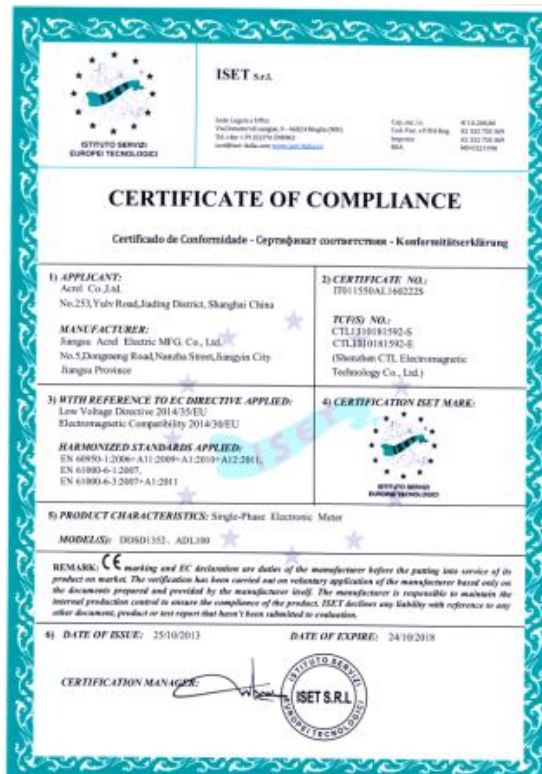 ISET
ISTITUTO SERVIZI
EUROPEI TECNOLOGICI
ISET S.r.l.
CERTIFICATE OF COMPLIANCE
Certificado de Conformidade - Сертификат соответствия - Konformitätserklärung
1) APPLICANT:
Acrel Co.,Ltd.
No.253,Yulv Road,Jiading District, Shanghai China
MANUFACTURER:
Jiangsu Acrel Electric MFG. Co., Ltd.
No.5,Dongmeng Road,Nanzha Street,Jiangyin City
Jiangsu Province
2) CERTIFICATE NO.:
IT011550AL160222S
TCF(S) NO.:
CTL1310181592-S
CTL1310181592-E
(Shenzhen CTL Electromagnetic
Technology Co., Ltd.)
3) WITH REFERENCE TO EC DIRECTIVE APPLIED:
Low Voltage Directive 2014/35/EU
Electromagnetic Compatibility 2014/30/EU
HARMONIZED STANDARDS APPLIED:
EN 60950-1:2006+A11:2009+A1:2010+A12:2011,
EN 61000-6-1:2007,
EN 61000-6-3:2007+A1:2011
4) CERTIFICATION ISET MARK:
ISET
ISTITUTO SERVIZI
EUROPEI TECNOLOGICI
ISET
5) PRODUCT CHARACTERISTICS: Single-Phase Electronic Meter
MODEL(S): DDSD1352、ADL100
REMARK: CE marking and EC declaration are duties of the manufacturer before the putting into service of its
product on market. The verification has been carried out on voluntary application of the manufacturer based only on
the documents prepared and provided by the manufacturer itself. The manufacturer is responsible to maintain the
internal production control to ensure the compliance of the product. ISET declines any liability with reference to any
other document, product or test report that hasn't been submitted to evaluation.
6) DATE OF ISSUE: 25/10/2013 DATE OF EXPIRE: 24/10/2018
CERTIFICATION MANAGER:
ISTITUTO SERVIZI
ISET S.R.L
EUROPEI TECNOLOGICI